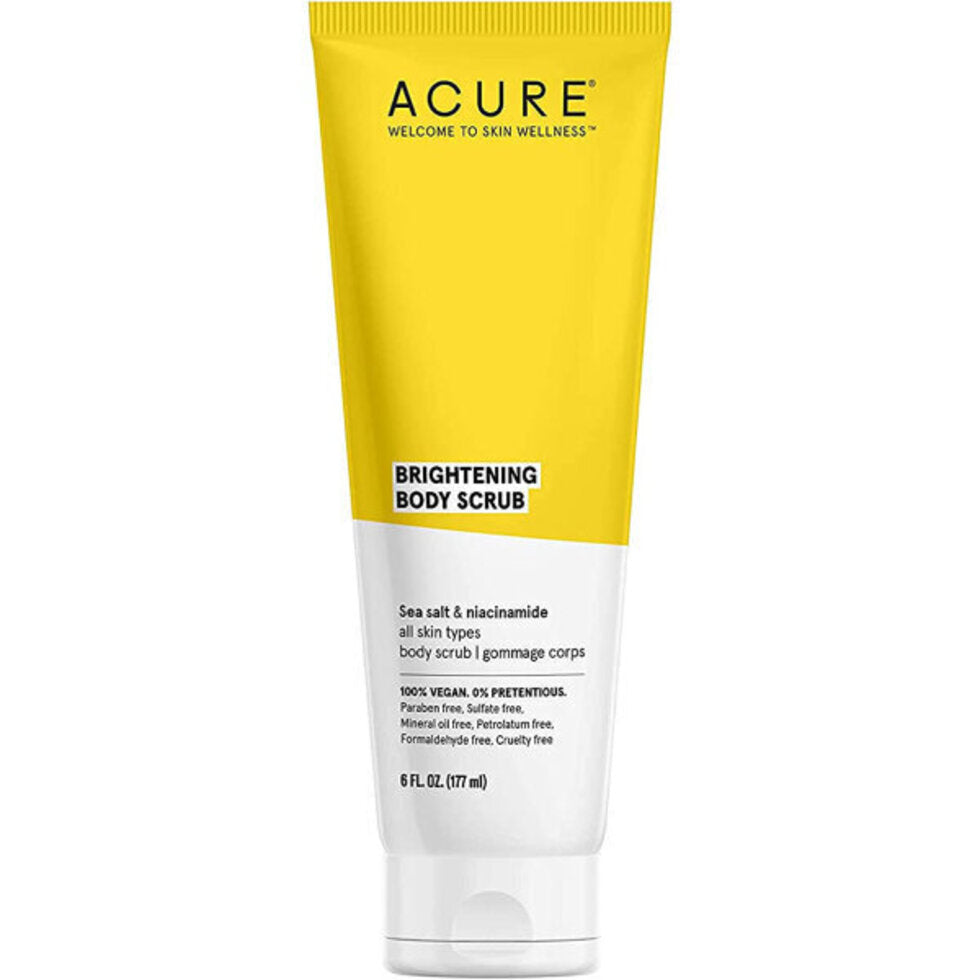 ACURE®
WELCOME TO SKIN WELLNESS™
BRIGHTENING
BODY SCRUB
Sea salt & niacinamide
all skin types
body scrub | gommage corps
100% VEGAN. 0% PRETENTIOUS.
Paraben free, Sulfate free,
Mineral oil free, Petrolatum free,
Formaldehyde free, Cruelty free
6 FL. OZ. (177 ml)